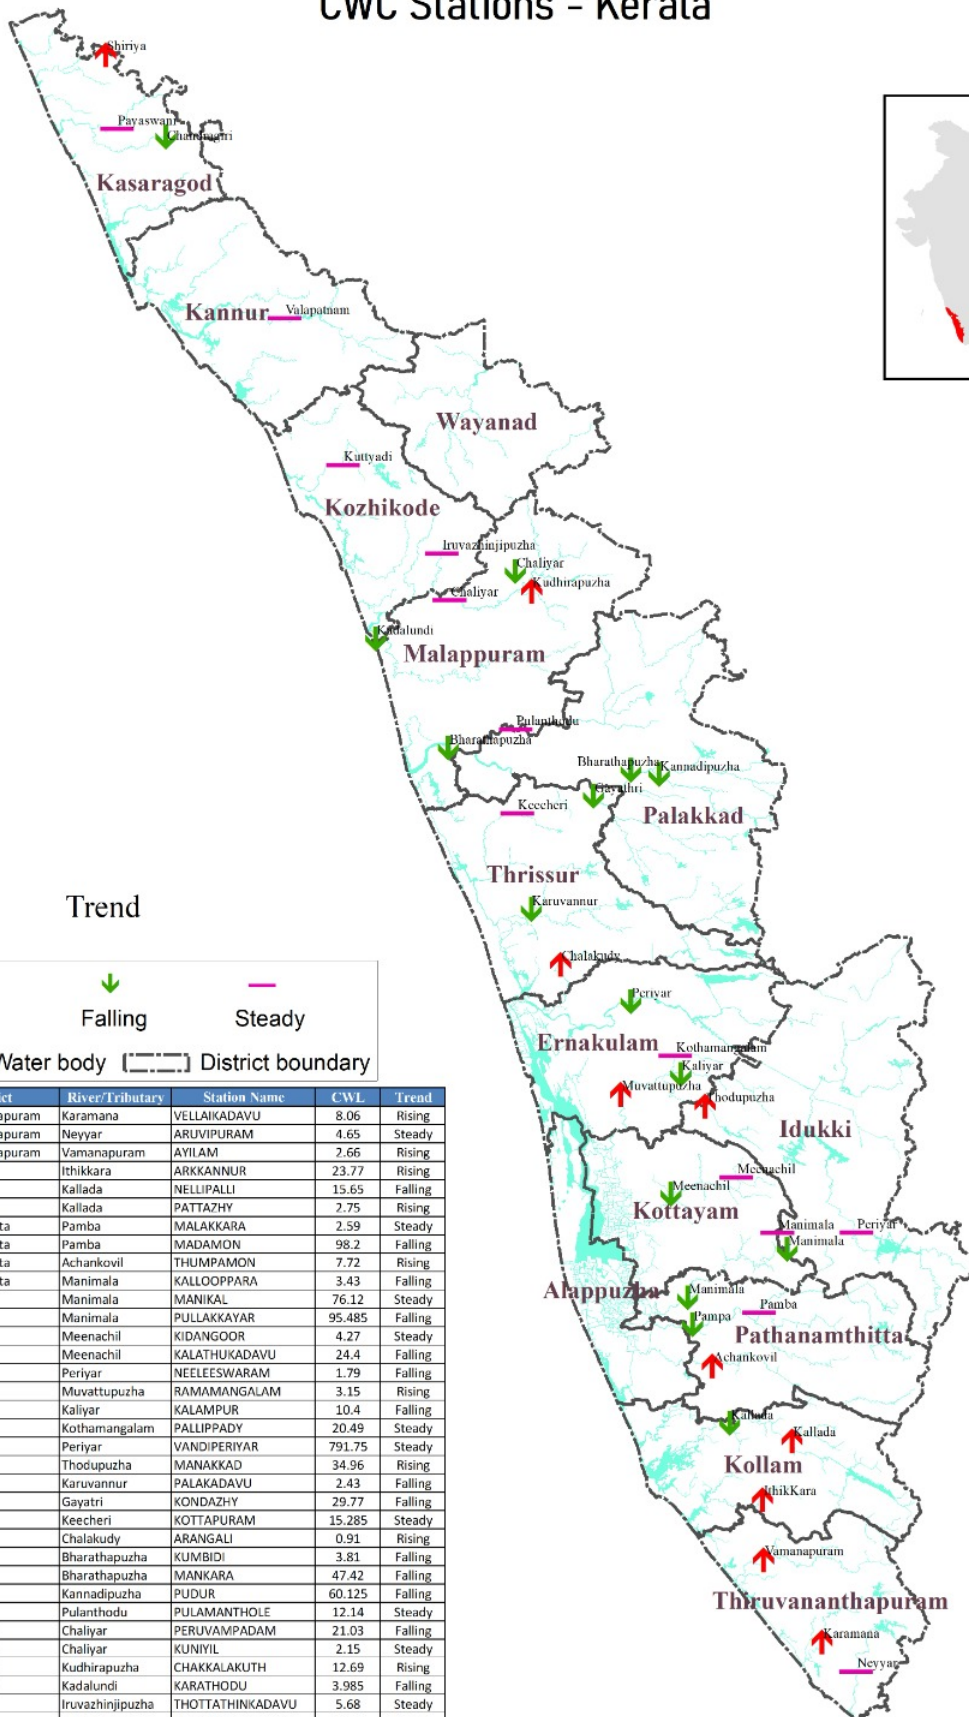 CWC Stations - Kerala
Shiriya
Payaswani
Chandragiri
Kasaragod
Kannur
Valapatnam
Wayanad
Kuttyadi
Kozhikode
Iruvazhinjipuzha
Chaliyar
Kudhirapuzha
Chaliyar
Kadalundi
Malappuram
Pulanthodu
Bharathapuzha
Bharathapuzha
Kannadipuzha
Gayathri
Keecheri
Palakkad
Thrissur
Karuvannur
Chalakudy
Periyar
Ernakulam
Kothamangalam
Kaliyar
Muvattupuzha
Thodupuzha
Idukki
Meenachil
Meenachil
Kottayam
Manimala
Periyar
Manimala
Alappuzha
Manimala
Pamba
Pampa
Pathanamthitta
Achankovil
Kallada
Kallada
Kollam
IthikKara
Vamanapuram
Thiruvananthapuram
Karamana
Neyyar
Trend
Falling Steady
Water body District boundary
ct River/Tributary Station Name CWL Trend
apuram Karamana VELLAIKADAVU 8.06 Rising
apuram Neyyar ARUVIPURAM 4.65 Steady
apuram Vamanapuram AYILAM 2.66 Rising
Ithikkara ARKKANNUR 23.77 Rising
Kallada NELLIPALLI 15.65 Falling
Kallada PATTAZHY 2.75 Rising
ta Pamba MALAKKARA 2.59 Steady
ta Pamba MADAMON 98.2 Falling
ta Achankovil THUMPAMON 7.72 Rising
ta Manimala KALLOOPPARA 3.43 Falling
Manimala MANIKAL 76.12 Steady
Manimala PULLAKKAYAR 95.485 Falling
Meenachil KIDANGOOR 4.27 Steady
Meenachil KALATHUKADAVU 24.4 Falling
Periyar NEELEESWARAM 1.79 Falling
Muvattupuzha RAMAMANGALAM 3.15 Rising
Kaliyar KALAMPUR 10.4 Falling
Kothamangalam PALLIPPADY 20.49 Steady
Periyar VANDIPERIYAR 791.75 Steady
Thodupuzha MANAKKAD 34.96 Rising
Karuvannur PALAKADAVU 2.43 Falling
Gayatri KONDAZHY 29.77 Falling
Keecheri KOTTAPURAM 15.285 Steady
Chalakudy ARANGALI 0.91 Rising
Bharathapuzha KUMBIDI 3.81 Falling
Bharathapuzha MANKARA 47.42 Falling
Kannadipuzha PUDUR 60.125 Falling
Pulanthodu PULAMANTHOLE 12.14 Steady
Chaliyar PERUVAMPADAM 21.03 Falling
Chaliyar KUNIYIL 2.15 Steady
Kudhirapuzha CHAKKALAKUTH 12.69 Rising
Kadalundi KARATHODU 3.985 Falling
Iruvazhinjipuzha THOTTATHINKADAVU 5.68 Steady